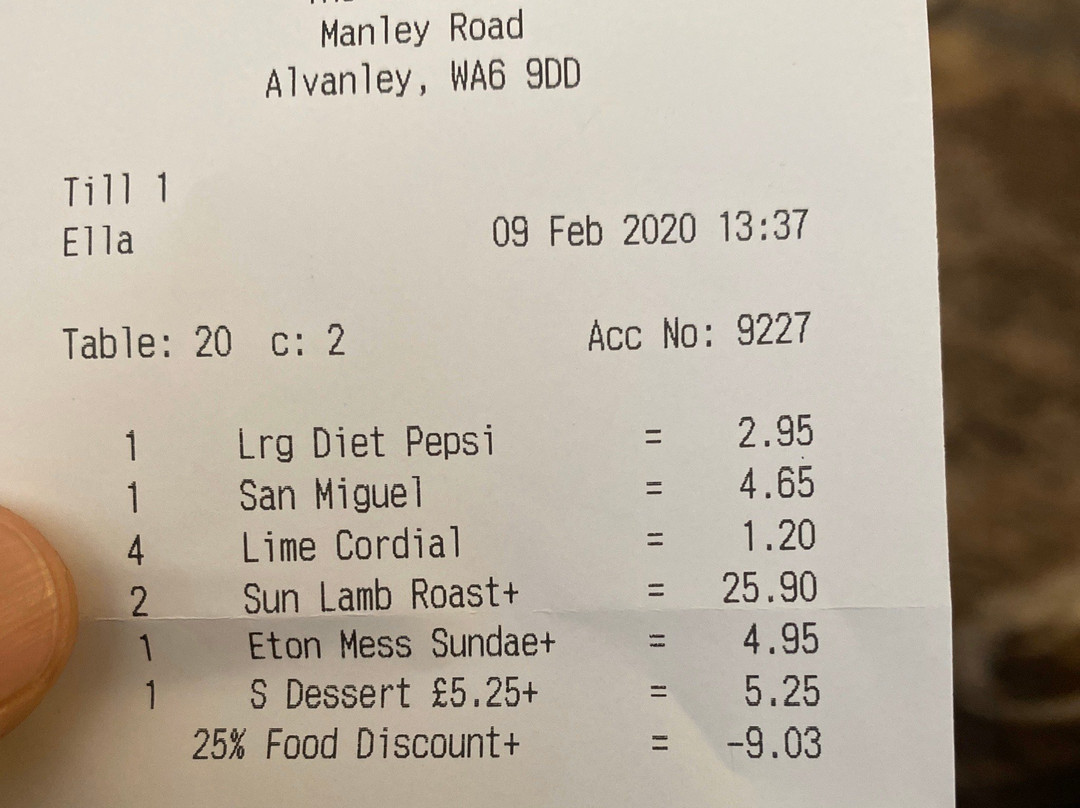 Manley Road
Alvanley, WA6 9DD
Till 1
Ella 09 Feb 2020 13:37
Table: 20 c: 2 Acc No: 9227
1 Lrg Diet Pepsi = 2.95
1 San Miguel = 4.65
4 Lime Cordial = 1.20
2 Sun Lamb Roast+ = 25.90
1 Eton Mess Sundae+ = 4.95
1 S Dessert £5.25+ = 5.25
25% Food Discount+ = -9.03